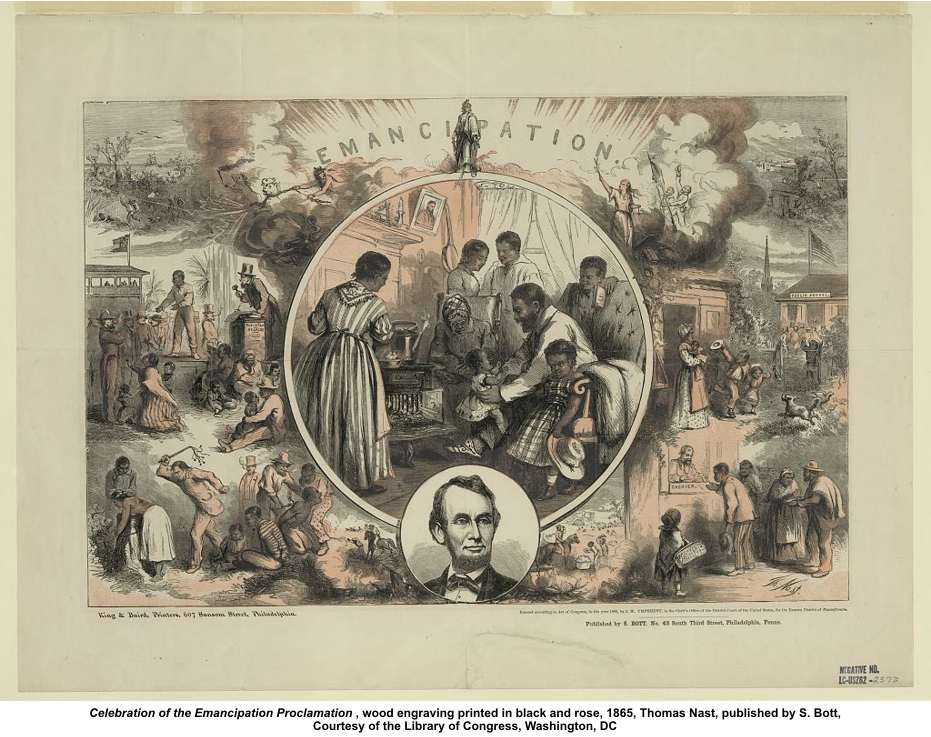 EMANCIPATION.
PUBLIC SCHOOL
CASHIER.
Th. Nast.
King & Baird, Printers, 607 Sansom Street, Philadelphia.
Entered according to Act of Congress, in the year 1865, by J. W. UMPEHENT, in the Clerk's Office of the District Court of the United States, for the Eastern District of Pennsylvania.
Published by S. BOTT, No. 43 South Third Street, Philadelphia, Penna.
NEGATIVE NO.
LC-USZ62-2573
Celebration of the Emancipation Proclamation , wood engraving printed in black and rose, 1865, Thomas Nast, published by S. Bott,
Courtesy of the Library of Congress, Washington, DC